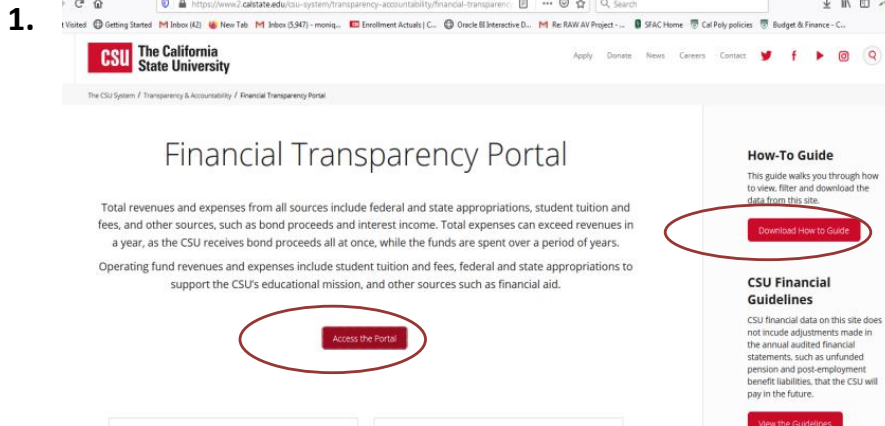 1.
https://www2.calstate.edu/csu-system/transparency-accountability/financial-transparenc
Search
t Visited Getting Started Inbox (42) New Tab Inbox (5,947) - moniq... Enrollment Actuals | C... Oracle BI Interactive D... Re: RAW AV Project - ... SFAC Home Cal Poly policies Budget & Finance - C...
CSU The California
State University
Apply Donate News Careers Contact
The CSU System / Transparency & Accountability / Financial Transparency Portal
Financial Transparency Portal
Total revenues and expenses from all sources include federal and state appropriations, student tuition and
fees, and other sources, such as bond proceeds and interest income. Total expenses can exceed revenues in
a year, as the CSU receives bond proceeds all at once, while the funds are spent over a period of years.
Operating fund revenues and expenses include student tuition and fees, federal and state appropriations to
support the CSU's educational mission, and other sources such as financial aid.
Access the Portal
How-To Guide
This guide walks you through how
to view, filter and download the
data from this site.
Download How to Guide
CSU Financial
Guidelines
CSU financial data on this site does
not incude adjustments made in
the annual audited financial
statements, such as unfunded
pension and post-employment
benefit liabilities, that the CSU will
pay in the future.
View the Guidelines